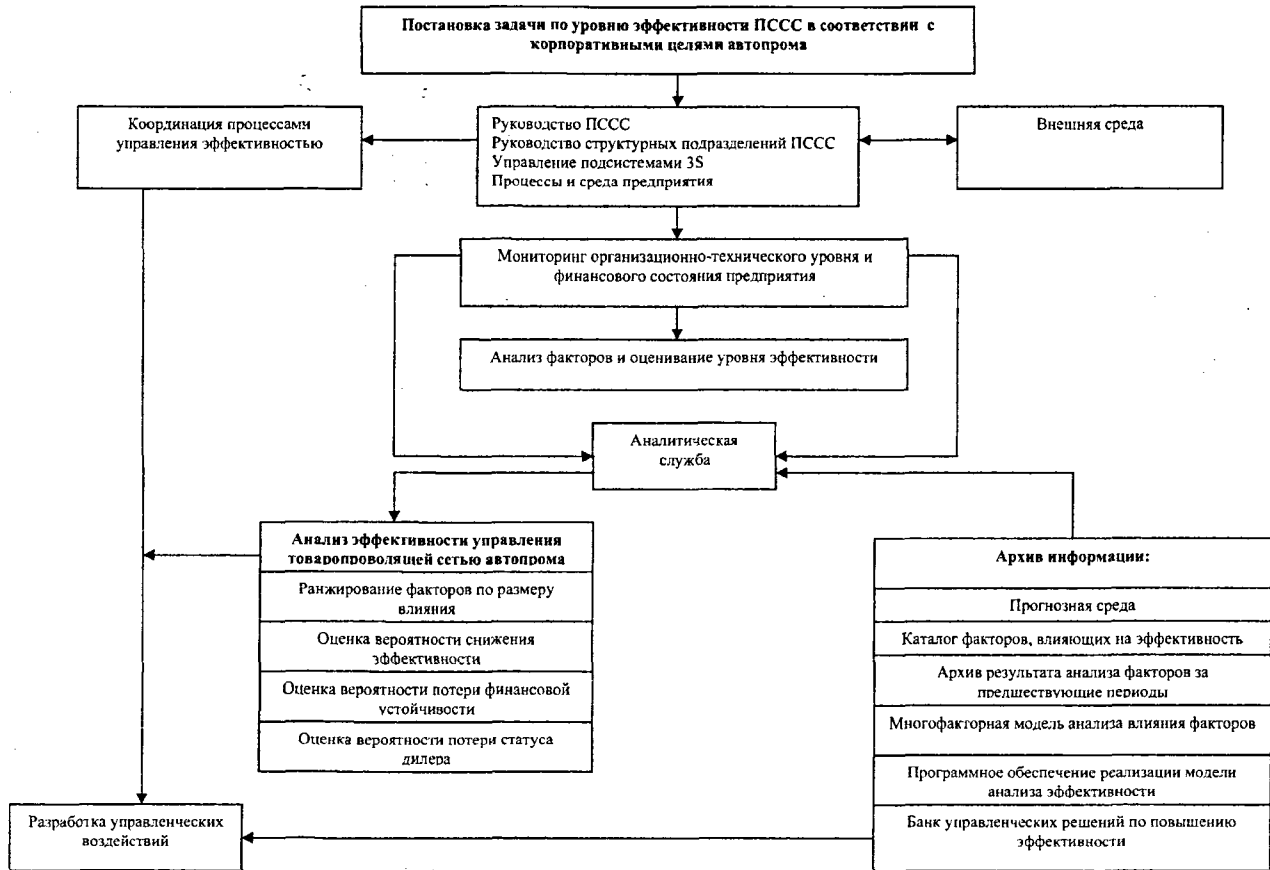 Постановка задачи по уровню эффективности ПССС в соответствии с
корпоративными целями автопрома
Координация процессами
управления эффективностью
Руководство ПССС
Руководство структурных подразделений ПССС
Управление подсистемами 3S
Процессы и среда предприятия
Внешняя среда
Мониторинг организационно-технического уровня и
финансового состояния предприятия
Анализ факторов и оценивание уровня эффективности
Аналитическая
служба
Анализ эффективности управления
товаропроводящей сетью автопрома
Ранжирование факторов по размеру
влияния
Оценка вероятности снижения
эффективности
Оценка вероятности потери финансовой
устойчивости
Оценка вероятности потери статуса
дилера
Архив информации:
Прогнозная среда
Каталог факторов, влияющих на эффективность
Архив результата анализа факторов за
предшествующие периоды
Многофакторная модель анализа влияния факторов
Программное обеспечение реализации модели
анализа эффективности
Банк управленческих решений по повышению
эффективности
Разработка управленческих
воздействий